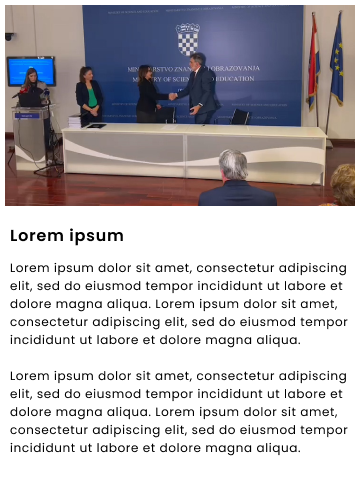 MINISTARSTVO ZNANOSTI I OBRAZOVANJA
MINISTRY OF SCIENCE AND EDUCATION
Lorem ipsum
Lorem ipsum dolor sit amet, consectetur adipiscing
elit, sed do eiusmod tempor incididunt ut labore et
dolore magna aliqua. Lorem ipsum dolor sit amet,
consectetur adipiscing elit, sed do eiusmod tempor
incididunt ut labore et dolore magna aliqua.
Lorem ipsum dolor sit amet, consectetur adipiscing
elit, sed do eiusmod tempor incididunt ut labore et
dolore magna aliqua. Lorem ipsum dolor sit amet,
consectetur adipiscing elit, sed do eiusmod tempor
incididunt ut labore et dolore magna aliqua.